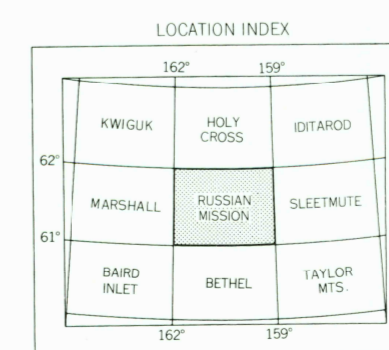 LOCATION INDEX
162° 159°
KWIGUK HOLY CROSS IDITAROD
62°
MARSHALL RUSSIAN MISSION SLEETMUTE
61°
BAIRD INLET BETHEL TAYLOR MTS.
162° 159°